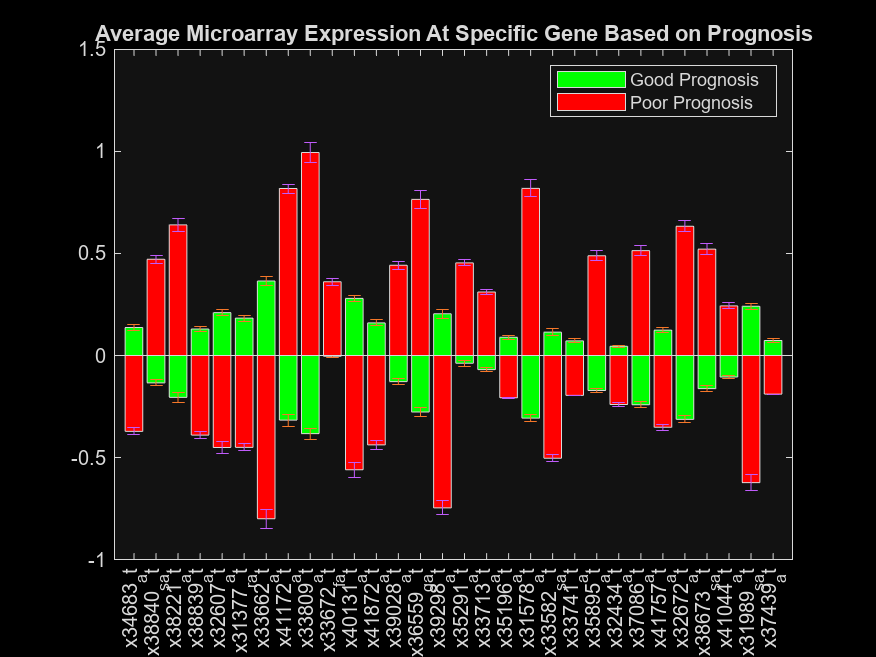 Average Microarray Expression At Specific Gene Based on Prognosis
Good Prognosis
Poor Prognosis
1.5
1
0.5
0
-0.5
-1
x34683_at
x38840_s_at
x38221_at
x38839_at
x32607_at
x31377_r_at
x33662_at
x41172_at
x33809_at
x33672_f_at
x40131_at
x41872_at
x39028_at
x36559_g_at
x39298_at
x35291_at
x33713_at
x35196_at
x31578_at
x33582_s_at
x33741_at
x35895_at
x32434_at
x37086_at
x41757_at
x32672_at
x38673_s_at
x41044_at
x31989_s_at
x37439_at